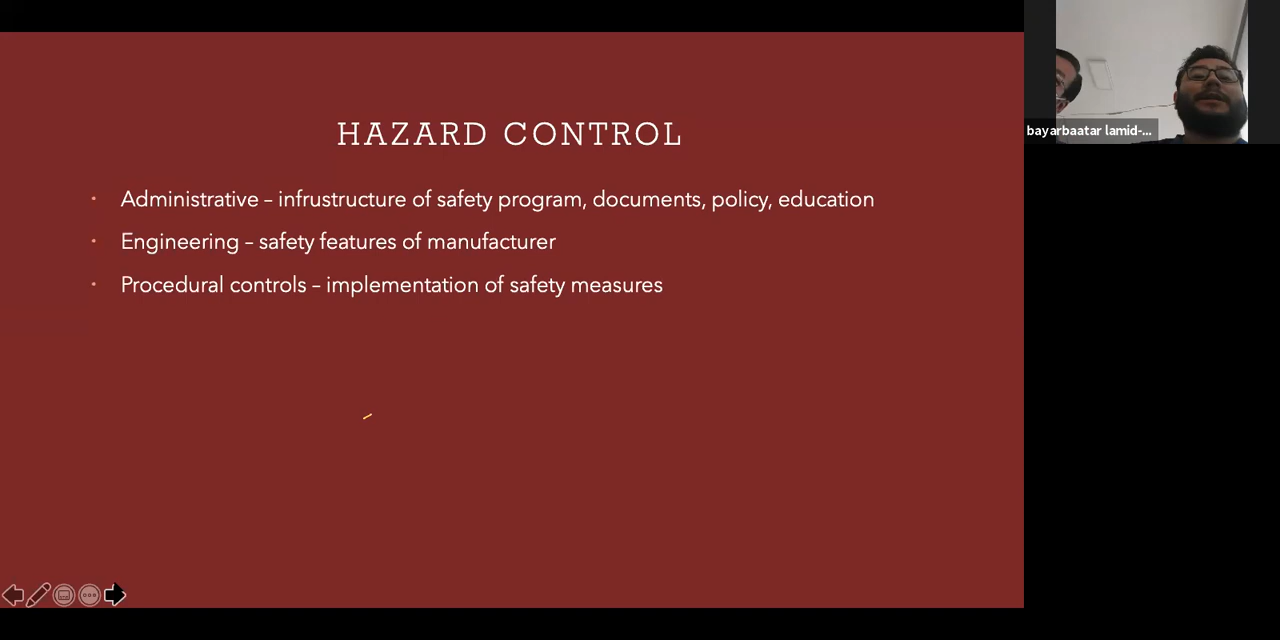 HAZARD CONTROL
Administrative – infrustructure of safety program, documents, policy, education
Engineering – safety features of manufacturer
Procedural controls – implementation of safety measures
bayarbaatar lamid-...